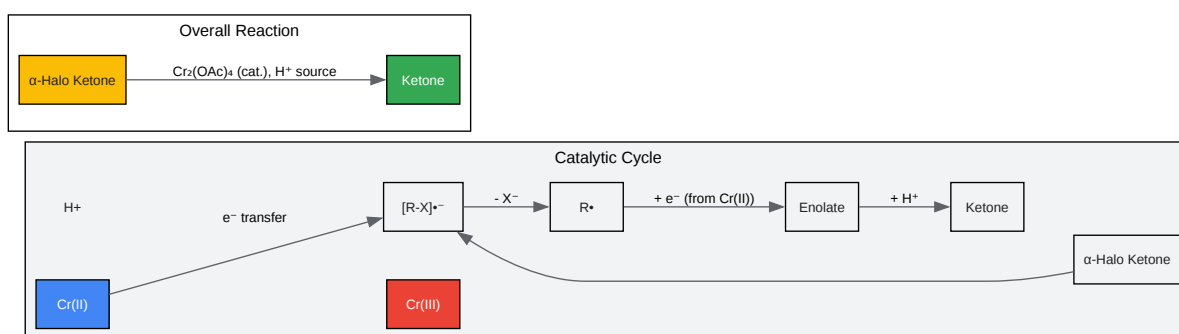 Overall Reaction
α-Halo Ketone
Cr₂(OAc)₄ (cat.), H⁺ source
Ketone
Catalytic Cycle
H+
e⁻ transfer
[R-X]•⁻
- X⁻
R•
+ e⁻ (from Cr(II))
Enolate
+ H⁺
Ketone
α-Halo Ketone
Cr(II)
Cr(III)